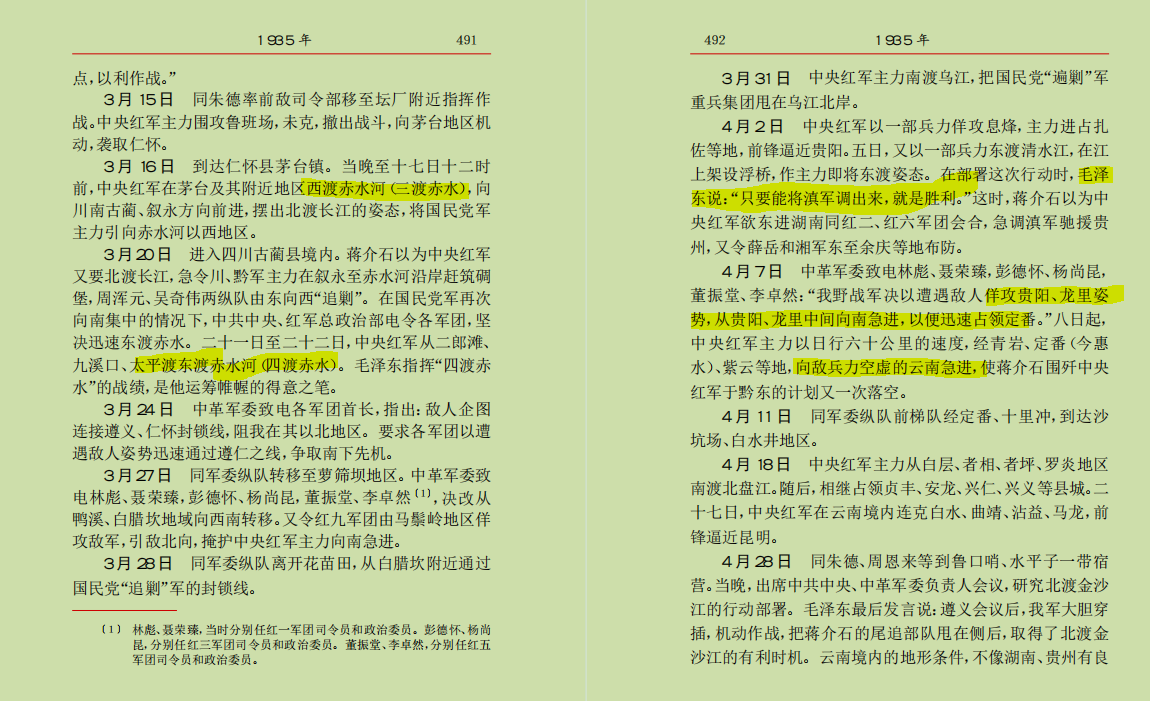 1935年 491
点，以利作战。”
3月15日 同朱德率前敌司令部移至坛厂附近指挥作
战。中央红军主力围攻鲁班场，未克，撤出战斗，向茅台地区机
动，袭取仁怀。
3月16日 到达仁怀县茅台镇。当晚至十七日十二时
前，中央红军在茅台及其附近地区西渡赤水河（三渡赤水），向
川南古蔺、叙永方向前进，摆出北渡长江的姿态，将国民党军
主力引向赤水河以西地区。
3月20日 进入四川古蔺县境内。蒋介石以为中央红军
又要北渡长江，急令川、黔军主力在叙永至赤水河沿岸赶筑碉
堡，周浑元、吴奇伟两纵队由东向西“追剿”。在国民党军再次
向南集中的情况下，中共中央、红军总政治部电令各军团，坚
决迅速东渡赤水。二十一日至二十二日，中央红军从二郎滩、
九溪口、太平渡东渡赤水河（四渡赤水）。毛泽东指挥“四渡赤
水”的战绩，是他运筹帷幄的得意之笔。
3月24日 中革军委致电各军团首长，指出：敌人企图
连接遵义、仁怀封锁线，阻我在其以北地区。要求各军团以遭
遇敌人姿势迅速通过遵仁之线，争取南下先机。
3月27日 同军委纵队转移至萝筛坝地区。中革军委致
电林彪、聂荣臻，彭德怀、杨尚昆，董振堂、李卓然〔1〕，决改从
鸭溪、白腊坎地域向西南转移。又令红九军团由马鬃岭地区佯
攻敌军，引敌北向，掩护中央红军主力向南急进。
3月28日 同军委纵队离开花苗田，从白腊坎附近通过
国民党“追剿”军的封锁线。
〔1〕 林彪、聂荣臻，当时分别任红一军团司令员和政治委员。彭德怀、杨尚
昆，分别任红三军团司令员和政治委员。董振堂、李卓然，分别任红五
军团司令员和政治委员。
492 1935年
3月31日 中央红军主力南渡乌江，把国民党“追剿”军
重兵集团甩在乌江北岸。
4月2日 中央红军以一部兵力佯攻息烽，主力进占扎
佐等地，前锋逼近贵阳。五日，又以一部兵力东渡清水江，在江
上架设浮桥，作主力即将东渡姿态。在部署这次行动时，毛泽
东说：“只要能将滇军调出来，就是胜利。”这时，蒋介石以为中
央红军欲东进湖南同红二、红六军团会合，急调滇军驰援贵
州，又令薛岳和湘军东至余庆等地布防。
4月7日 中革军委致电林彪、聂荣臻，彭德怀、杨尚昆，
董振堂、李卓然：“我野战军决以遭遇敌人佯攻贵阳、龙里姿
势，从贵阳、龙里中间向南急进，以便迅速占领定番。”八日起，
中央红军主力以日行六十公里的速度，经青岩、定番（今惠
水）、紫云等地，向敌兵力空虚的云南急进，使蒋介石围歼中央
红军于黔东的计划又一次落空。
4月11日 同军委纵队前梯队经定番、十里冲，到达沙
坑场、白水井地区。
4月18日 中央红军主力从白层、者相、者坪、罗炎地区
南渡北盘江。随后，相继占领贞丰、安龙、兴仁、兴义等县城。二
十七日，中央红军在云南境内连克白水、曲靖、沾益、马龙，前
锋逼近昆明。
4月28日 同朱德、周恩来等到鲁口哨、水平子一带宿
营。当晚，出席中共中央、中革军委负责人会议，研究北渡金沙
江的行动部署。毛泽东最后发言说：遵义会议后，我军大胆穿
插，机动作战，把蒋介石的尾追部队甩在侧后，取得了北渡金
沙江的有利时机。云南境内的地形条件，不像湖南、贵州有良